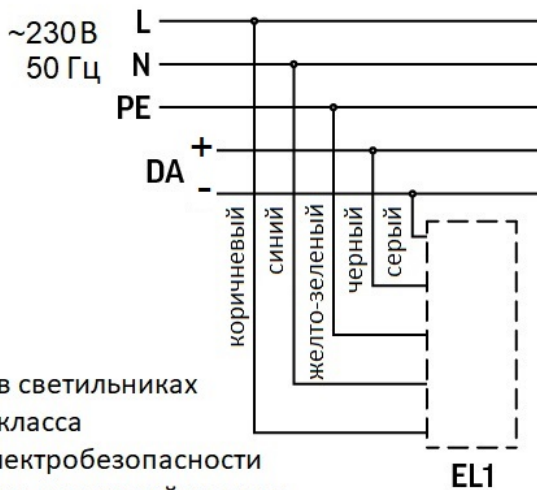 ~230 В
50 Гц
L
N
PE
DA
+
-
коричневый
синий
желто-зеленый
черный
серый
в светильниках
класса
электробезопасности
EL1